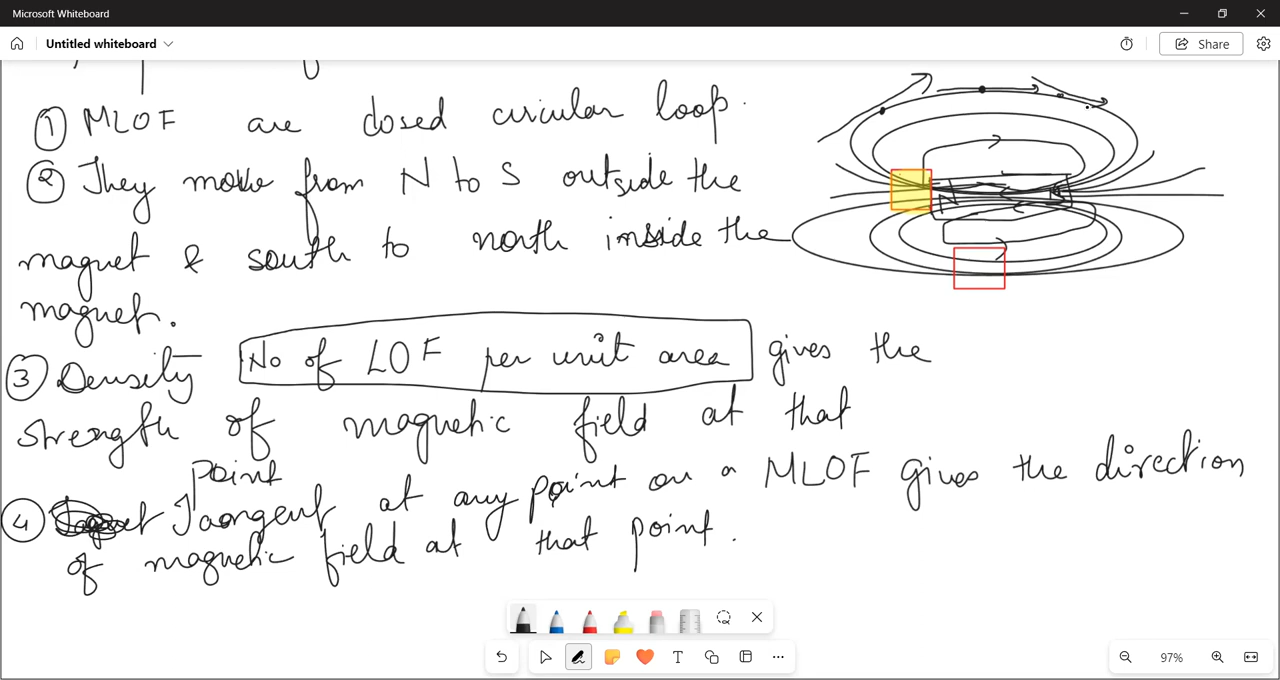 Microsoft Whiteboard
Untitled whiteboard
Share
① MLOF are closed circular loop.
② They move from N to S outside the
magnet & south to north inside the
magnet.
③ Density No of LOF per unit area gives the
strength of magnetic field at that
point
④ Tangent at any point on a MLOF gives the direction
of magnetic field at that point.
N
97%